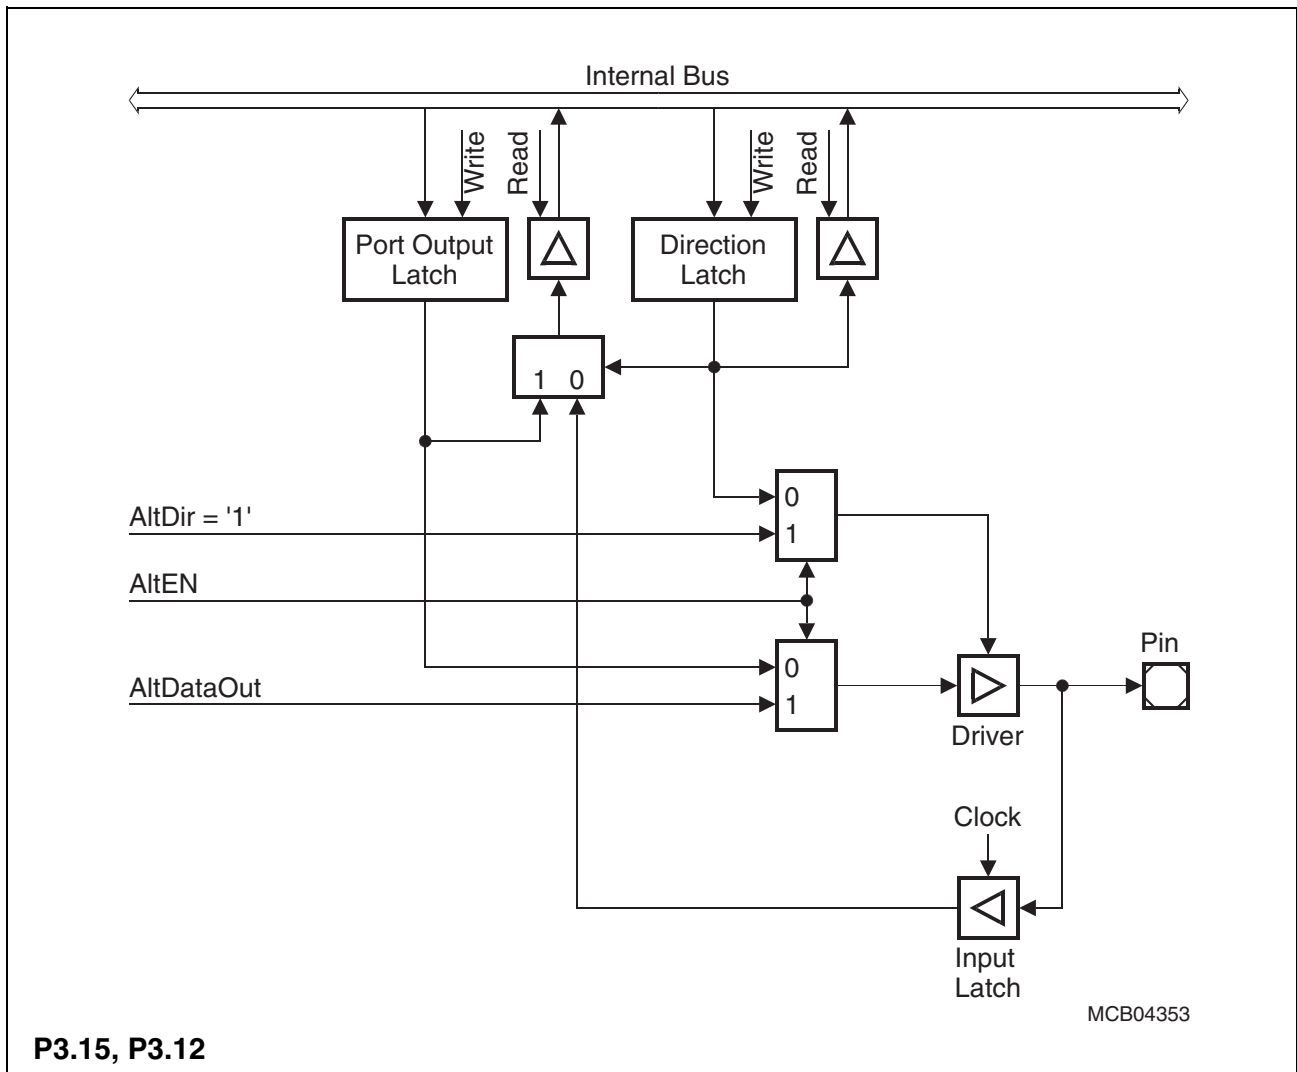 Internal Bus
Write
Read
Write
Read
Port Output
Latch
Direction
Latch
1 0
0
1
AltDir = '1'
AltEN
0
1
AltDataOut
Pin
Driver
Clock
Input
Latch
MCB04353
P3.15, P3.12